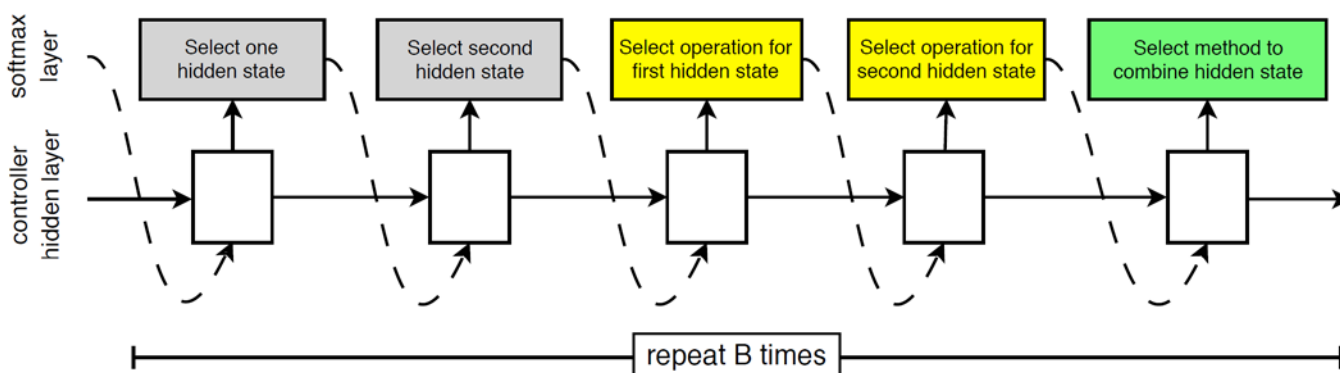 softmax
layer
Select one
hidden state
Select second
hidden state
Select operation for
first hidden state
Select operation for
second hidden state
Select method to
combine hidden state
controller
hidden layer
repeat B times